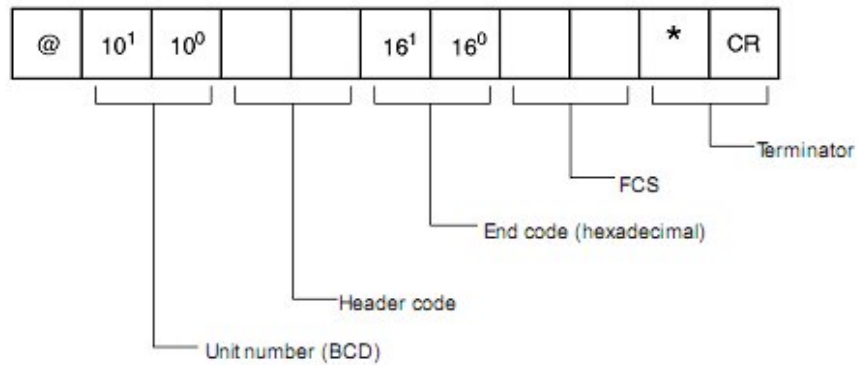 @ 10¹ 10⁰ 16¹ 16⁰ * CR
Terminator
FCS
End code (hexadecimal)
Header code
Unit number (BCD)